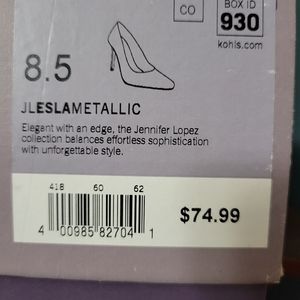 CO
BOX ID
930
kohls.com
8.5
JLESLAMETALLIC
Elegant with an edge, the Jennifer Lopez
collection balances effortless sophistication
with unforgettable style.
418 60 62
4 00985 82704 1
$74.99